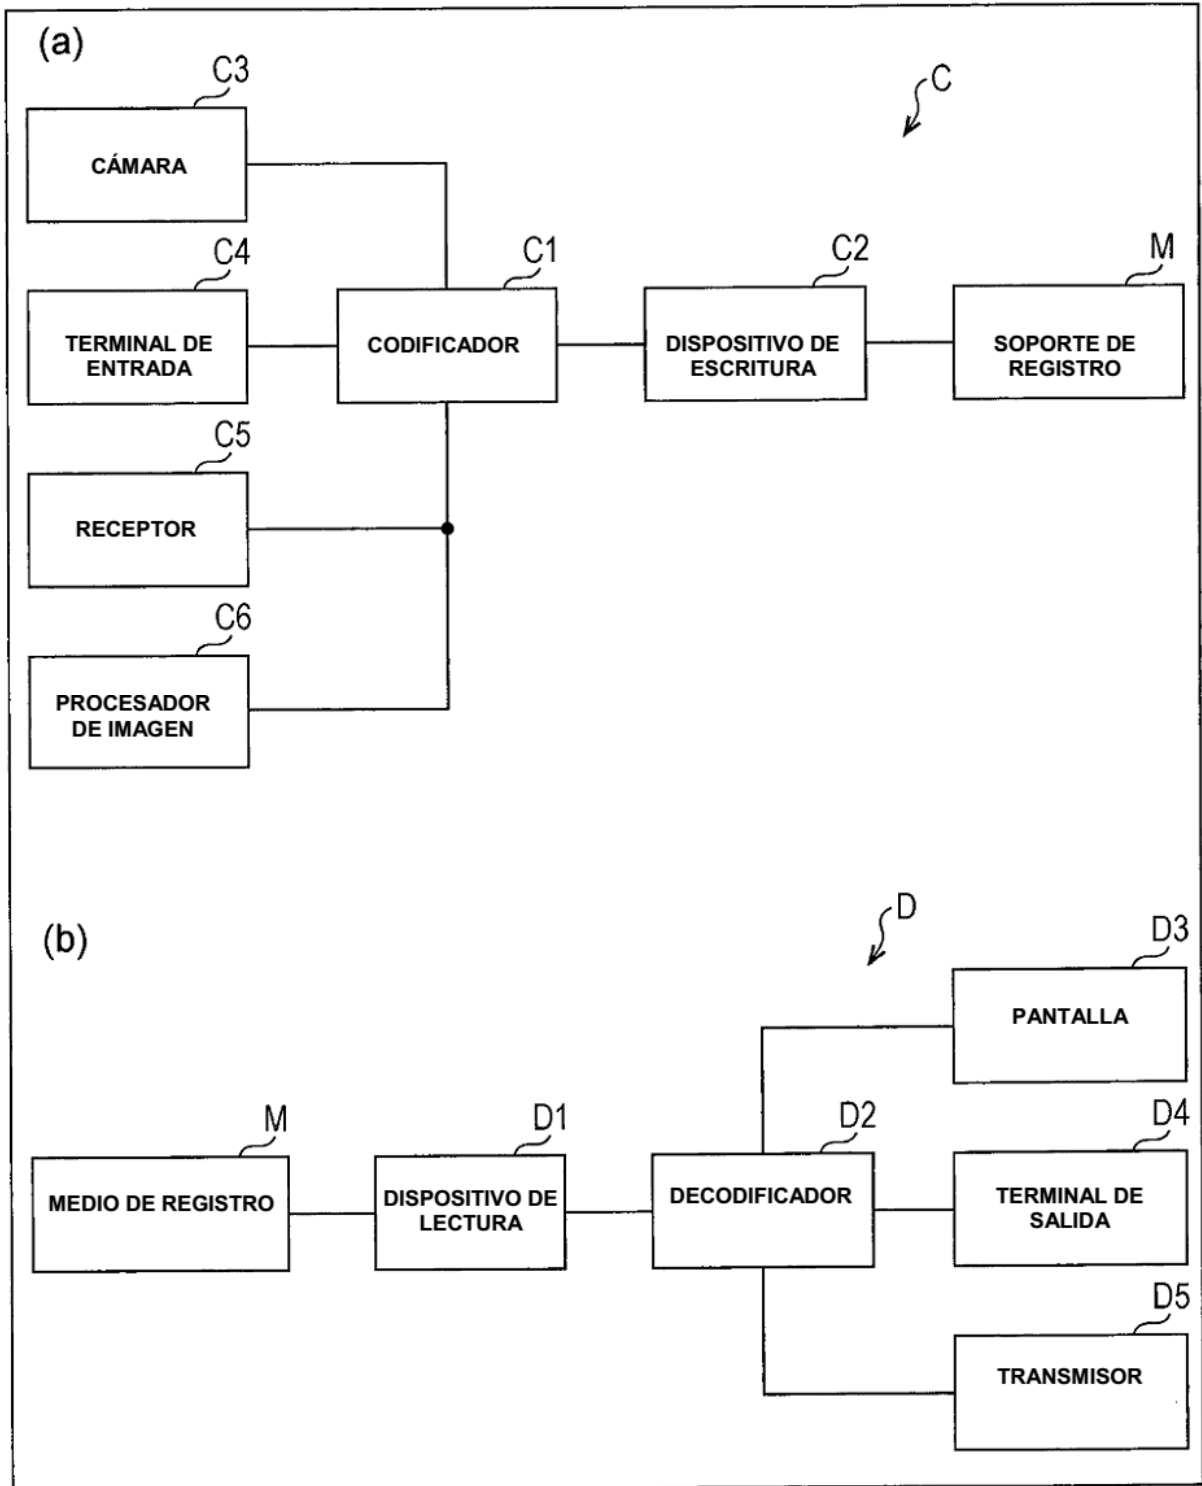 (a)
C3
C
CÁMARA
C4
C1
C2
M
TERMINAL DE
ENTRADA
CODIFICADOR
DISPOSITIVO DE
ESCRITURA
SOPORTE DE
REGISTRO
C5
RECEPTOR
C6
PROCESADOR
DE IMAGEN
(b)
D
D3
PANTALLA
M
D1
D2
D4
MEDIO DE REGISTRO
DISPOSITIVO DE
LECTURA
DECODIFICADOR
TERMINAL DE
SALIDA
D5
TRANSMISOR